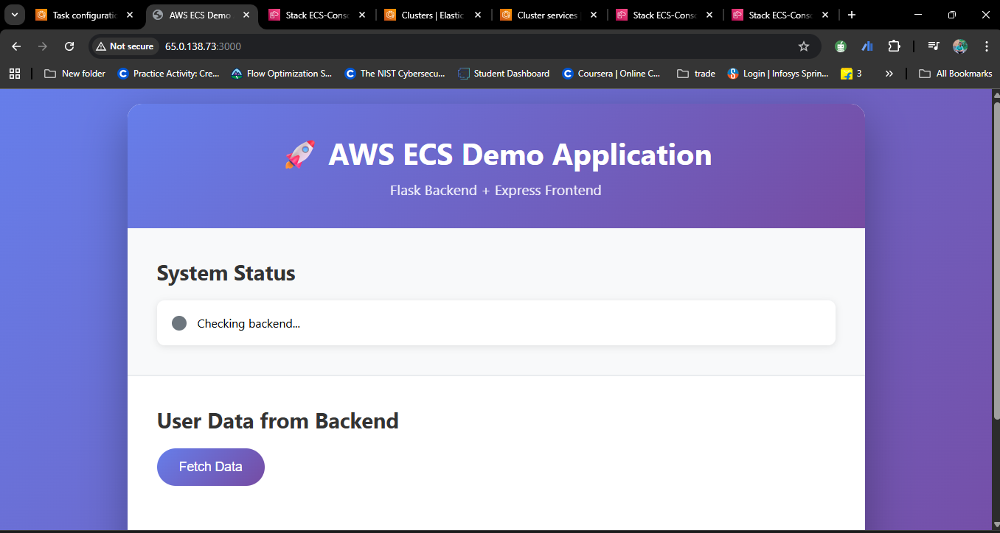 Task configuratio
AWS ECS Demo
Stack ECS-Conso
Clusters | Elastic
Cluster services
Stack ECS-Conso
Stack ECS-Conso
Not secure
65.0.138.73:3000
New folder
Practice Activity: Cre...
Flow Optimization S...
The NIST Cybersecu...
Student Dashboard
Coursera | Online C...
trade
Login | Infosys Sprin...
3
All Bookmarks
🚀 AWS ECS Demo Application
Flask Backend + Express Frontend
System Status
Checking backend...
User Data from Backend
Fetch Data